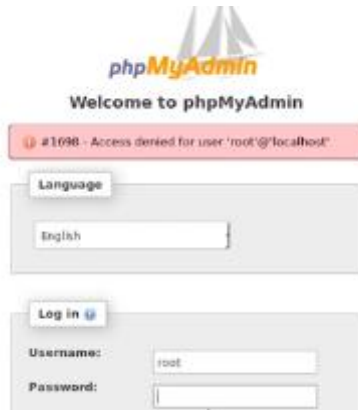 phpMyAdmin
Welcome to phpMyAdmin
#1698 - Access denied for user 'root'@'localhost'
Language
English
Log in
Username:
root
Password: